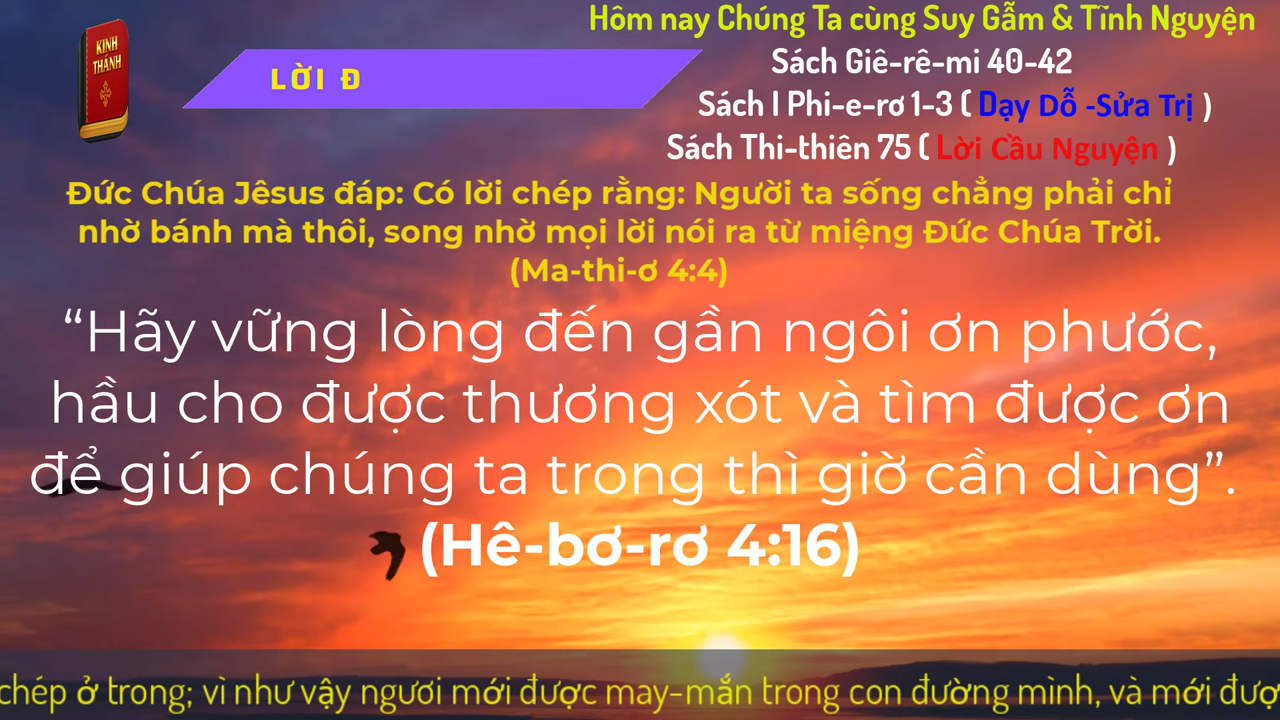 Hôm nay Chúng Ta cùng Suy Gẫm & Tĩnh Nguyện
KINH
THÁNH
LỜI Đ
Sách Giê-rê-mi 40-42
Sách I Phi-e-rơ 1-3 ( Dạy Dỗ -Sửa Trị )
Sách Thi-thiên 75 ( Lời Cầu Nguyện )
Đức Chúa Jêsus đáp: Có lời chép rằng: Người ta sống chẳng phải chỉ
nhờ bánh mà thôi, song nhờ mọi lời nói ra từ miệng Đức Chúa Trời.
(Ma-thi-ơ 4:4)
“Hãy vững lòng đến gần ngôi ơn phước,
hầu cho được thương xót và tìm được ơn
để giúp chúng ta trong thì giờ cần dùng”.
(Hê-bơ-rơ 4:16)
chép ở trong; vì như vậy ngươi mới được may-mắn trong con đường mình, và mới đượ